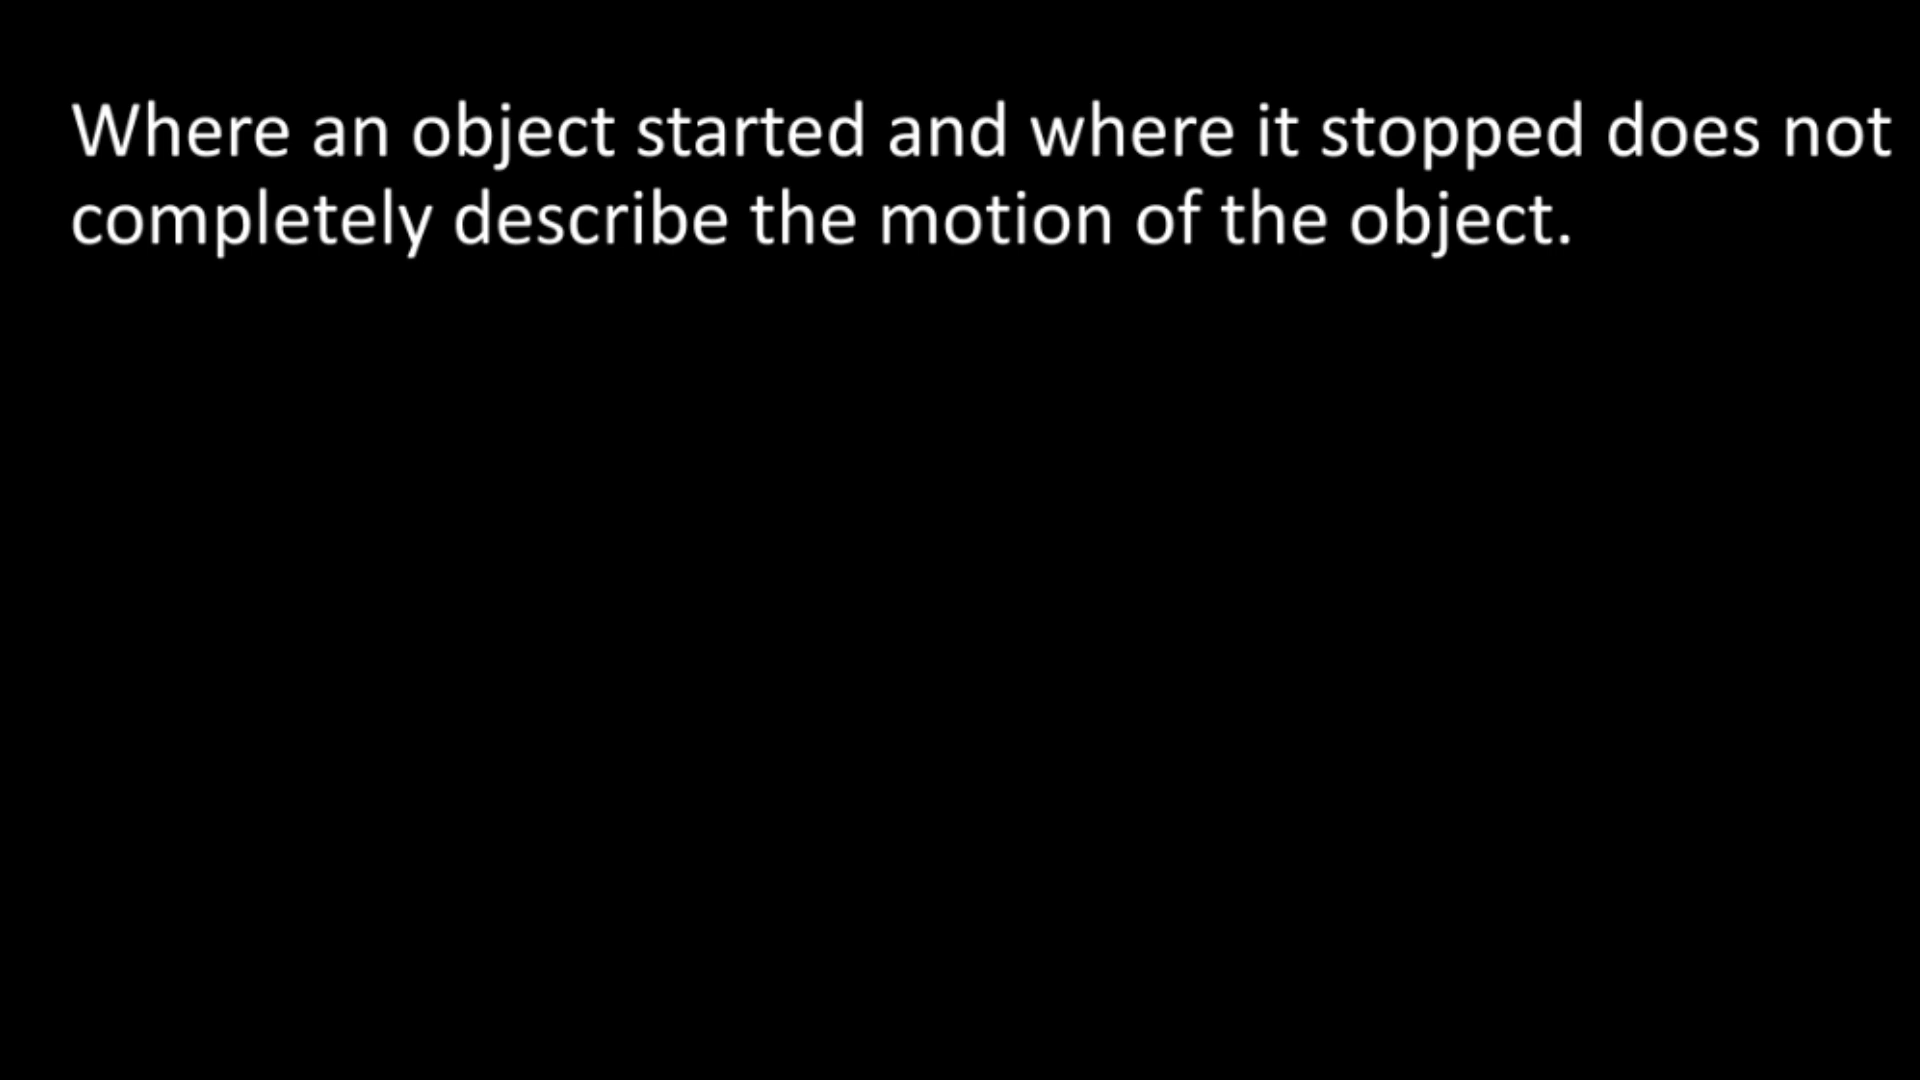 Where an object started and where it stopped does not
completely describe the motion of the object.